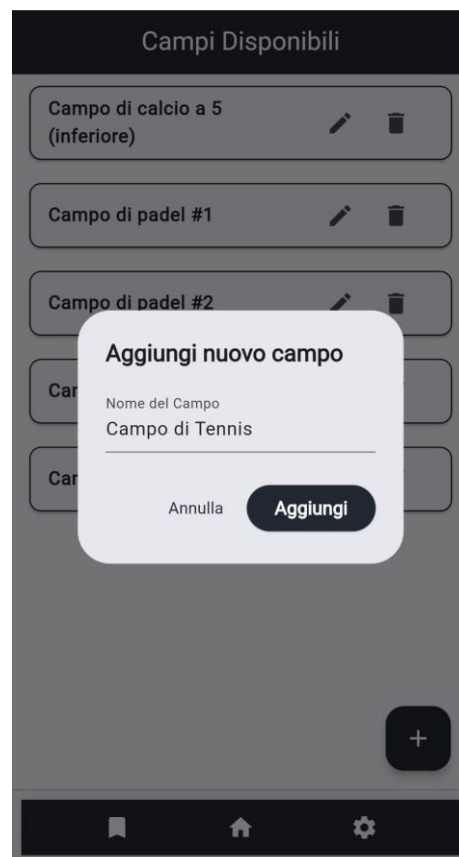 Campi Disponibili
Campo di calcio a 5
(inferiore)
Campo di padel #1
Campo di padel #2
Aggiungi nuovo campo
Nome del Campo
Campo di Tennis
Annulla Aggiungi